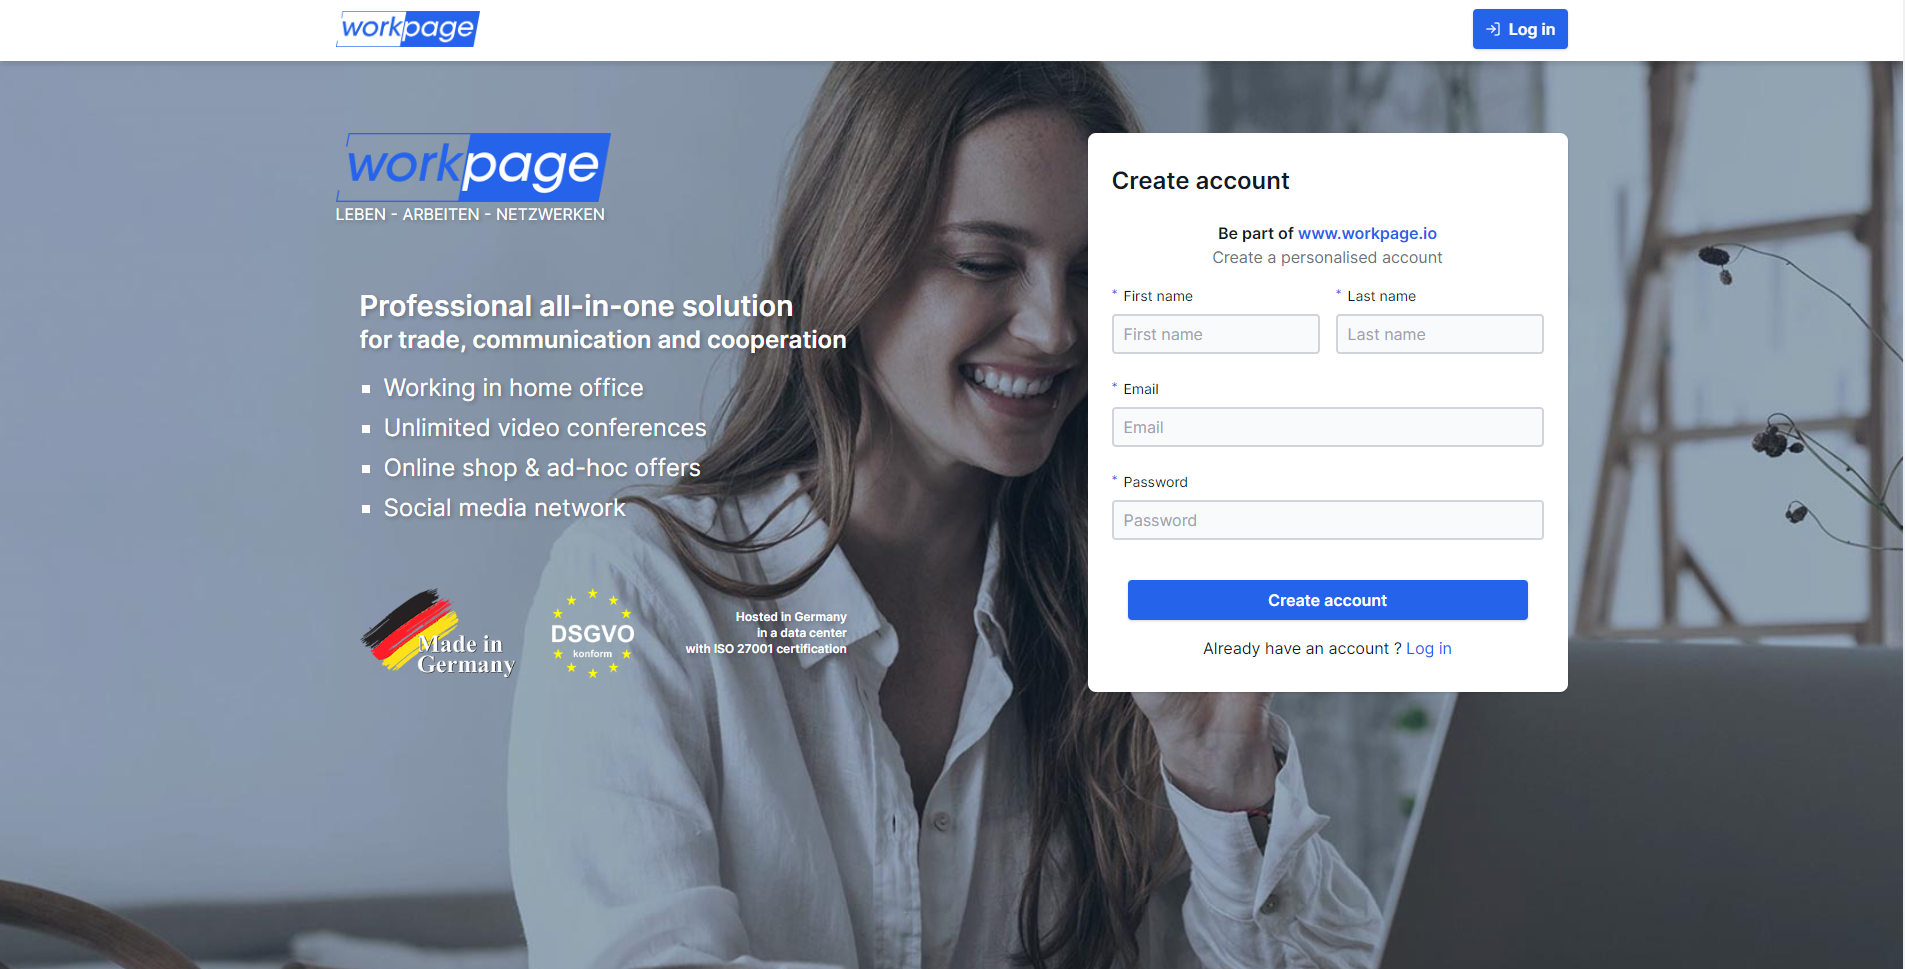 workpage
Log in
workpage
LEBEN - ARBEITEN - NETZWERKEN
Professional all-in-one solution
for trade, communication and cooperation
Working in home office
Unlimited video conferences
Online shop & ad-hoc offers
Social media network
Made in
Germany
DSGVO
konform
Hosted in Germany
in a data center
with ISO 27001 certification
Create account
Be part of www.workpage.io
Create a personalised account
* First name
* Last name
First name
Last name
* Email
Email
* Password
Password
Create account
Already have an account ? Log in